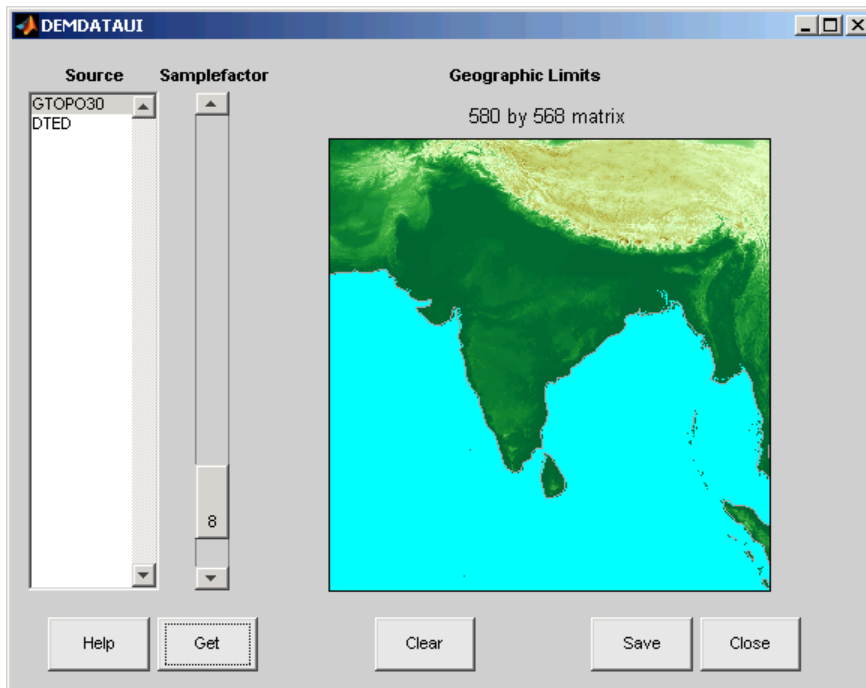 DEMDATAUI
Source
Samplefactor
Geographic Limits
GTOPO30
DTED
580 by 568 matrix
8
Help
Get
Clear
Save
Close